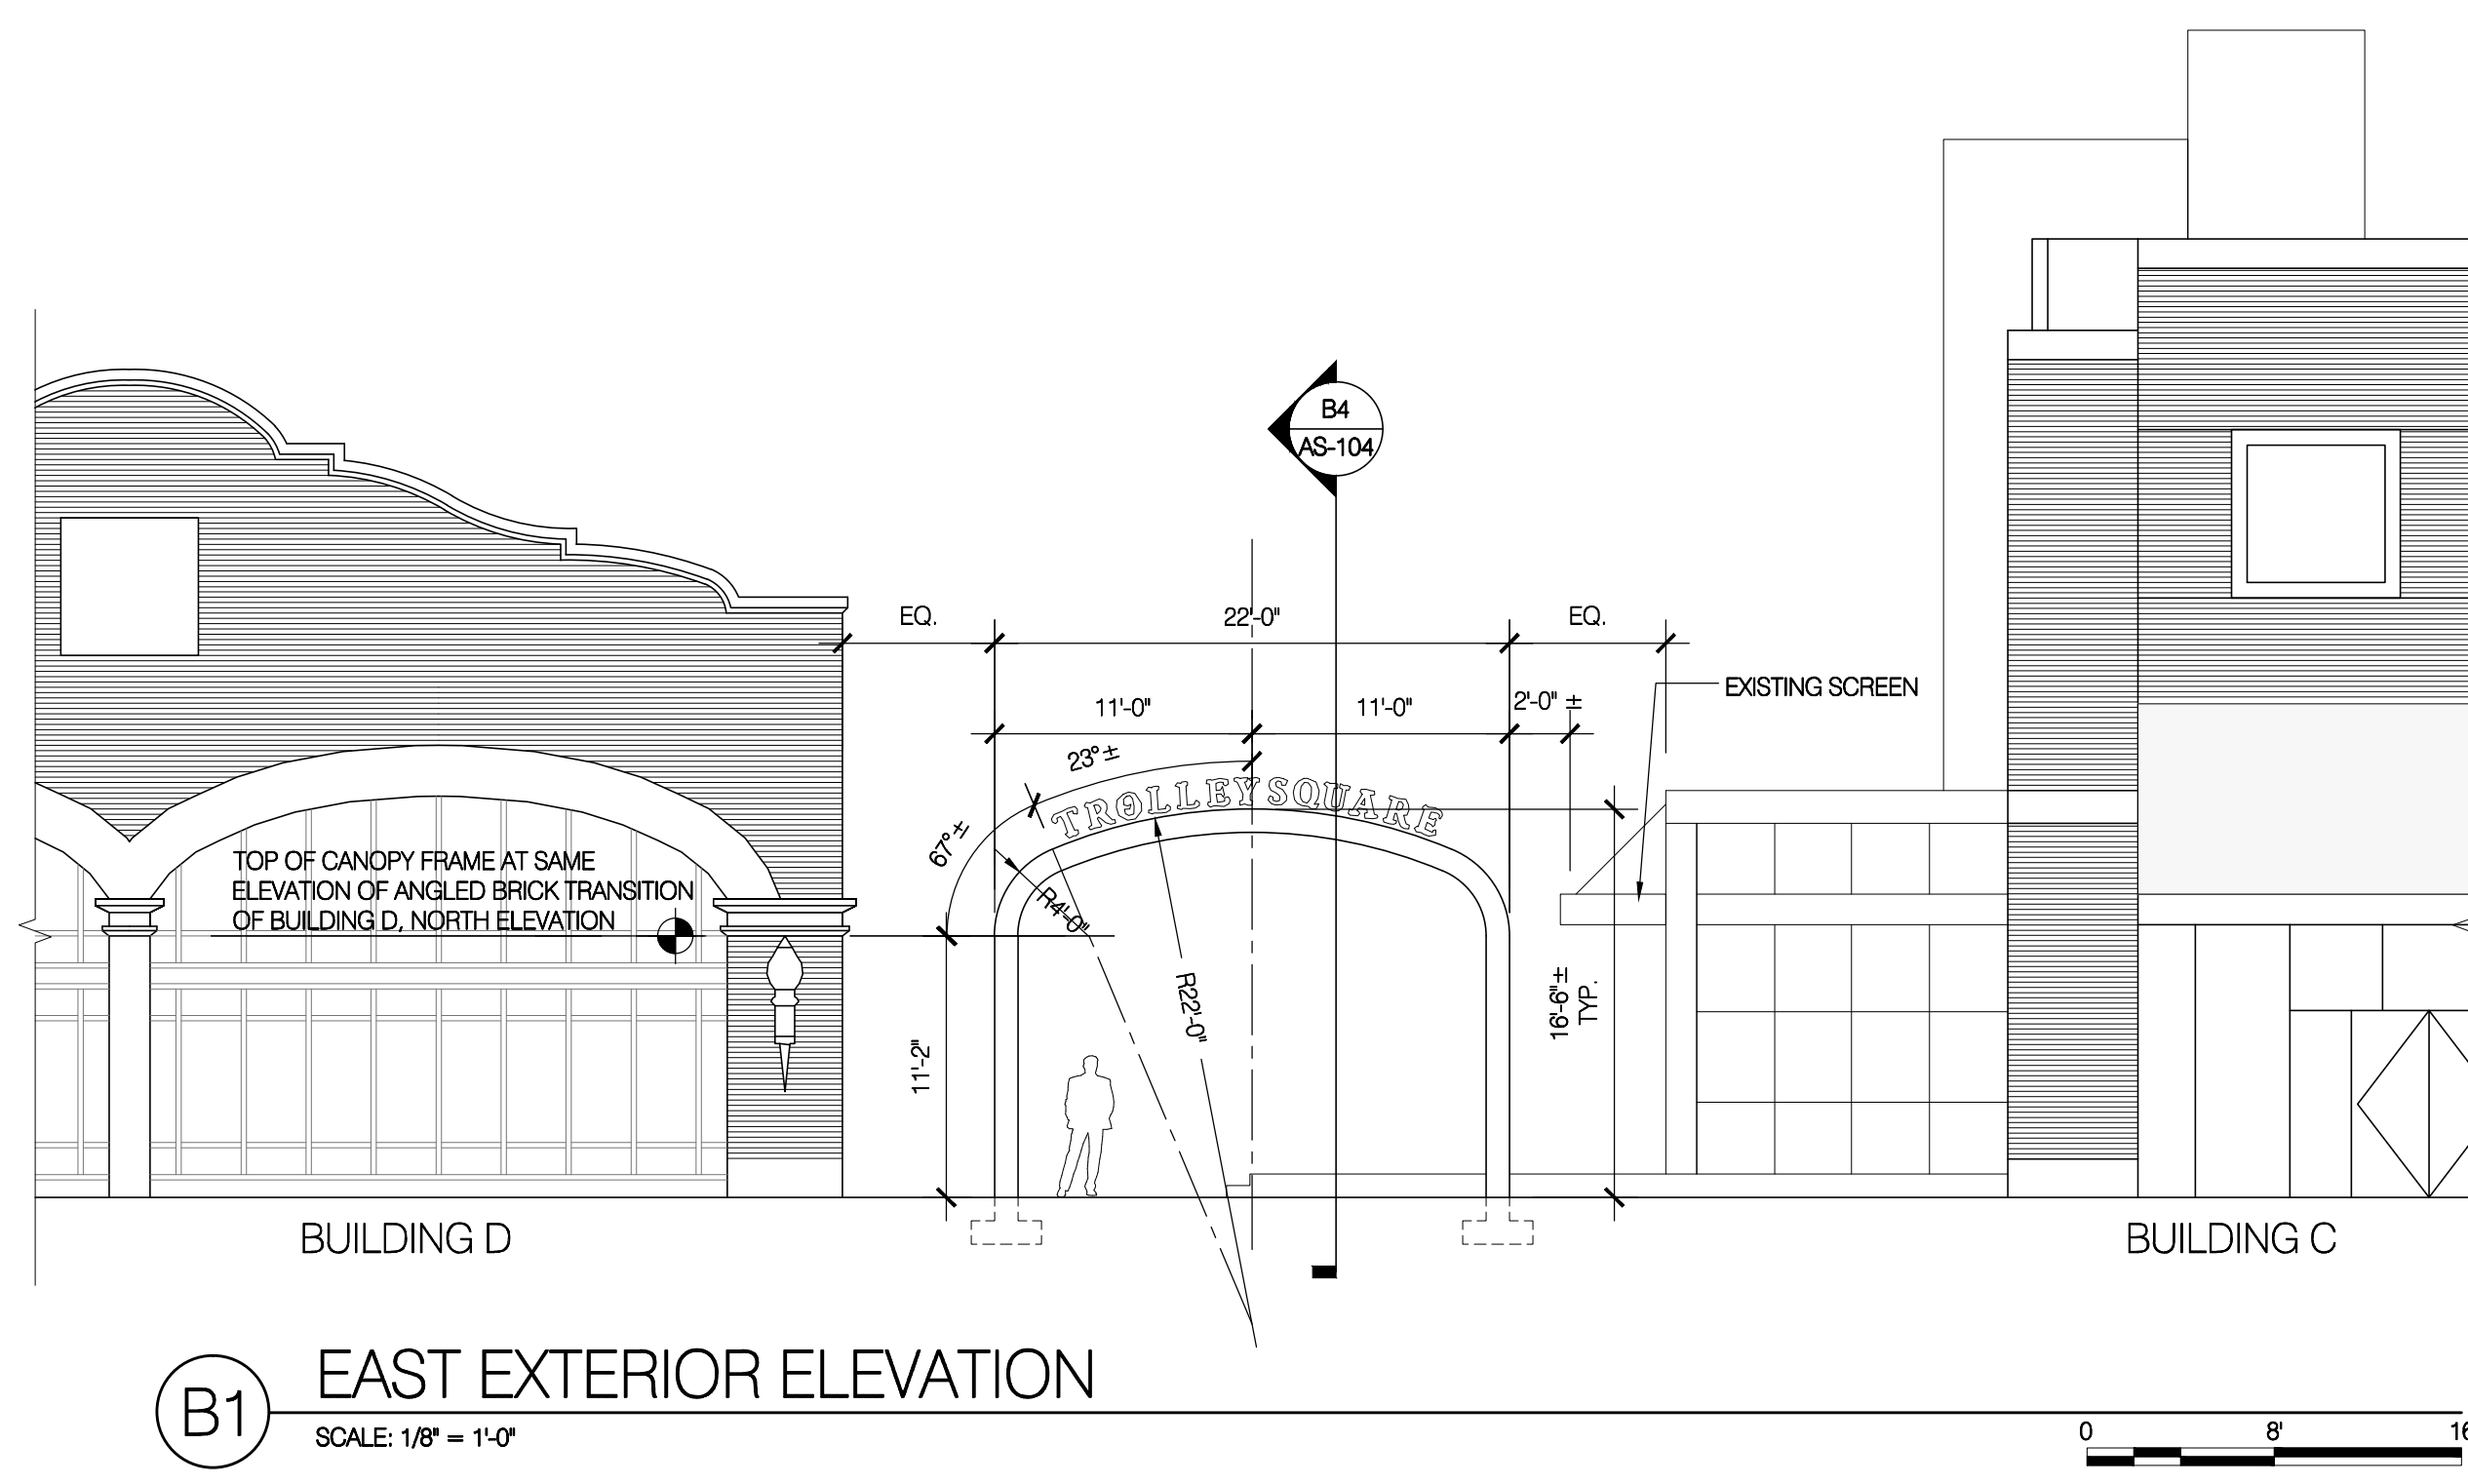 B4
AS-104
EQ.
22'-0"
EQ.
11'-0"
11'-0"
2'-0" ±
EXISTING SCREEN
23°±
TROLLEY SQUARE
67°±
TOP OF CANOPY FRAME AT SAME
ELEVATION OF ANGLED BRICK TRANSITION
OF BUILDING D, NORTH ELEVATION
R4'-0"
R22'-0"
16'-6"±
TYP.
11'-2"
BUILDING D
BUILDING C
B1
EAST EXTERIOR ELEVATION
SCALE: 1/8" = 1'-0"
0
8'
16